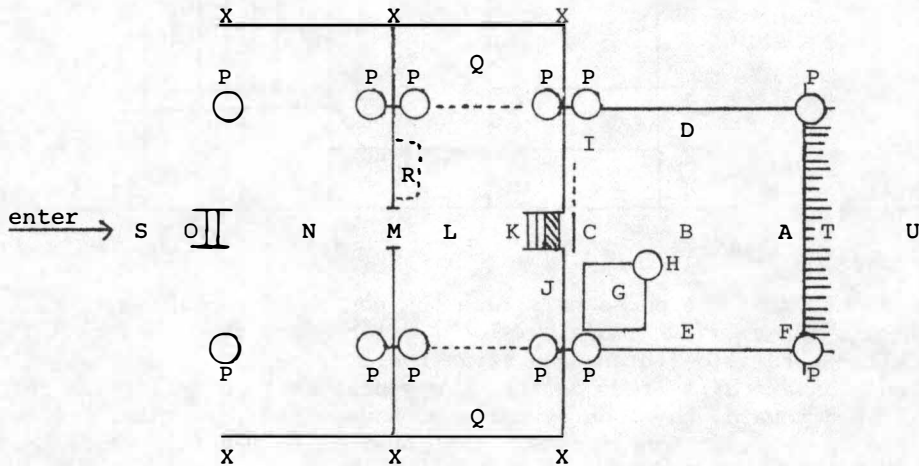 X X X
Q
P P P P P P
D
I
R
enter S O N M L K C B A T U
H
G
J
E F
P P P P P P
Q
X X X